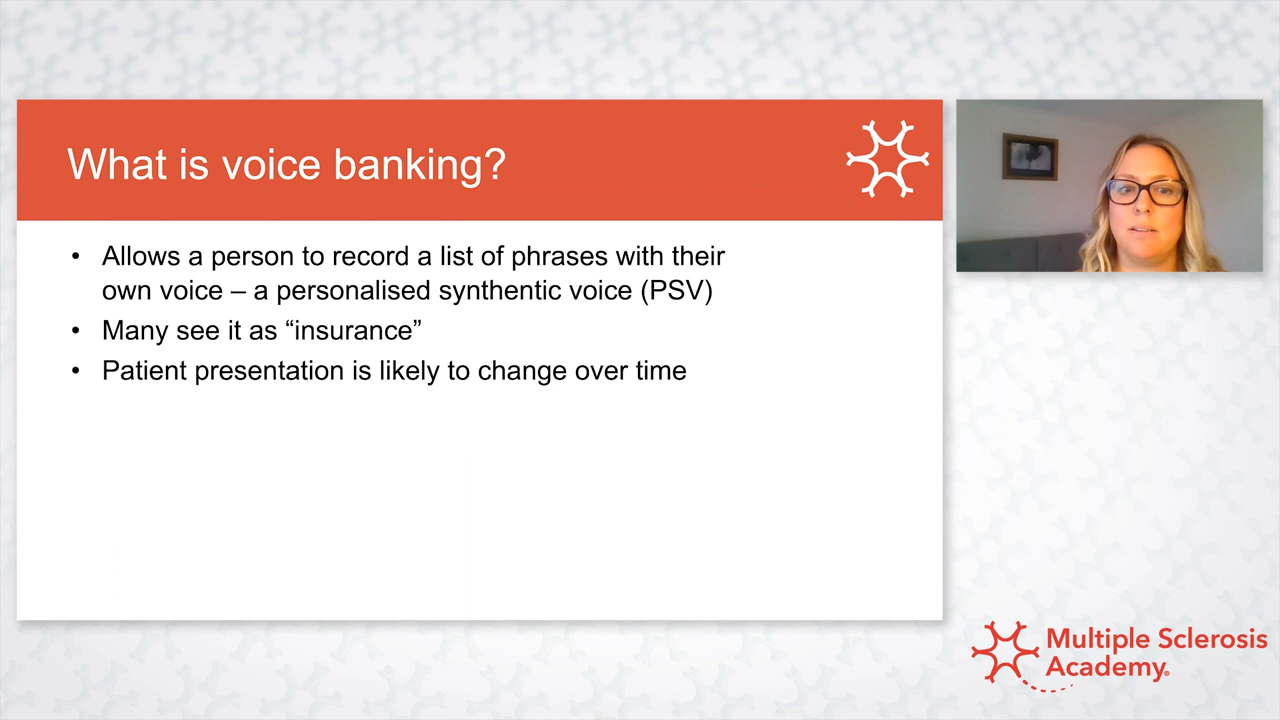 What is voice banking?
• Allows a person to record a list of phrases with their
own voice – a personalised synthentic voice (PSV)
• Many see it as “insurance”
• Patient presentation is likely to change over time
Multiple Sclerosis
Academy®